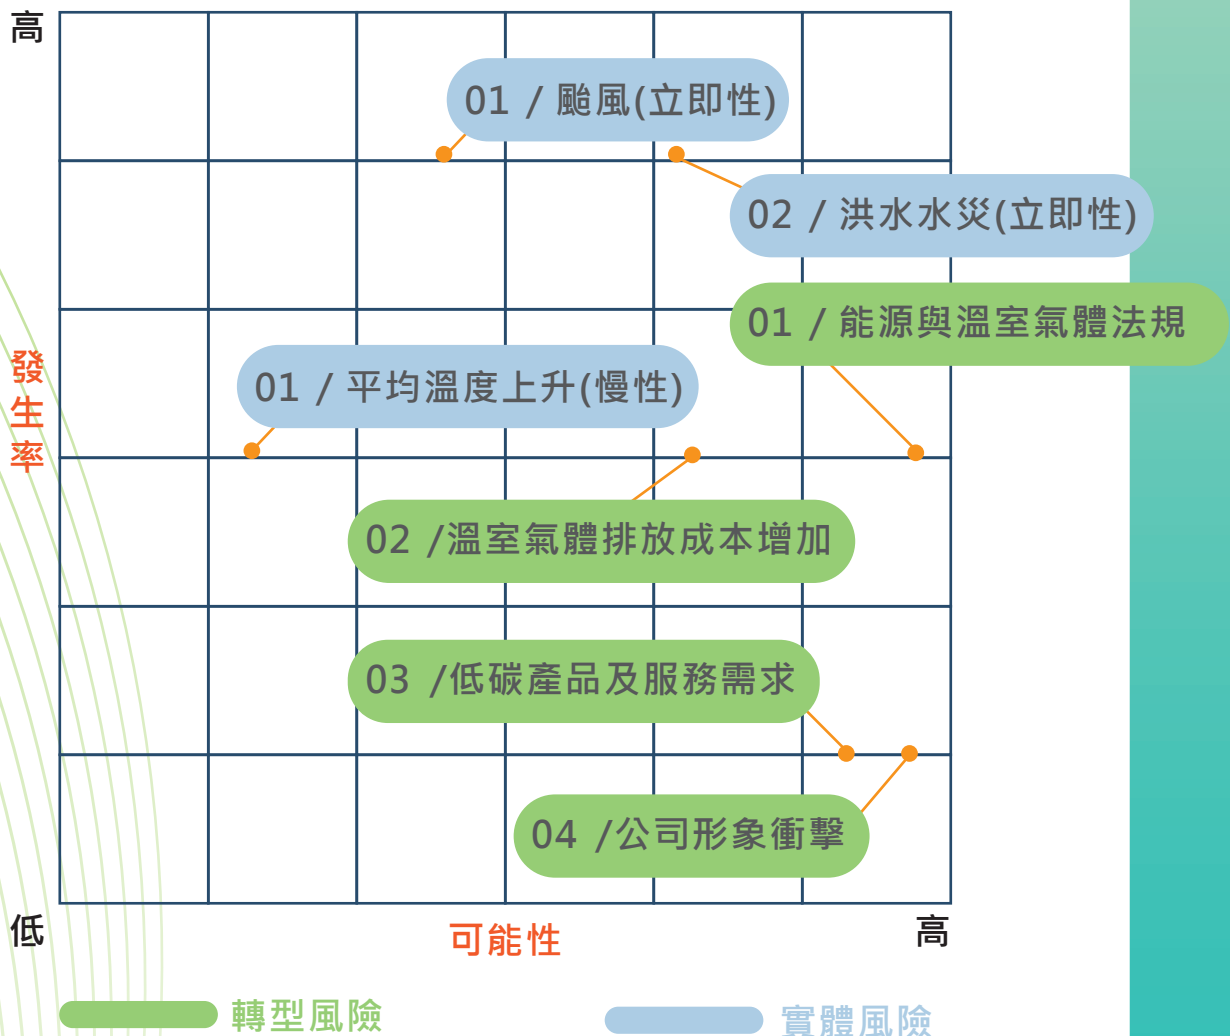 高
01 / 颱風(立即性)
02 / 洪水水災(立即性)
01 / 能源與溫室氣體法規
發生率
01 / 平均溫度上升(慢性)
02 /溫室氣體排放成本增加
03 /低碳產品及服務需求
04 /公司形象衝擊
低
可能性
高
轉型風險
實體風險